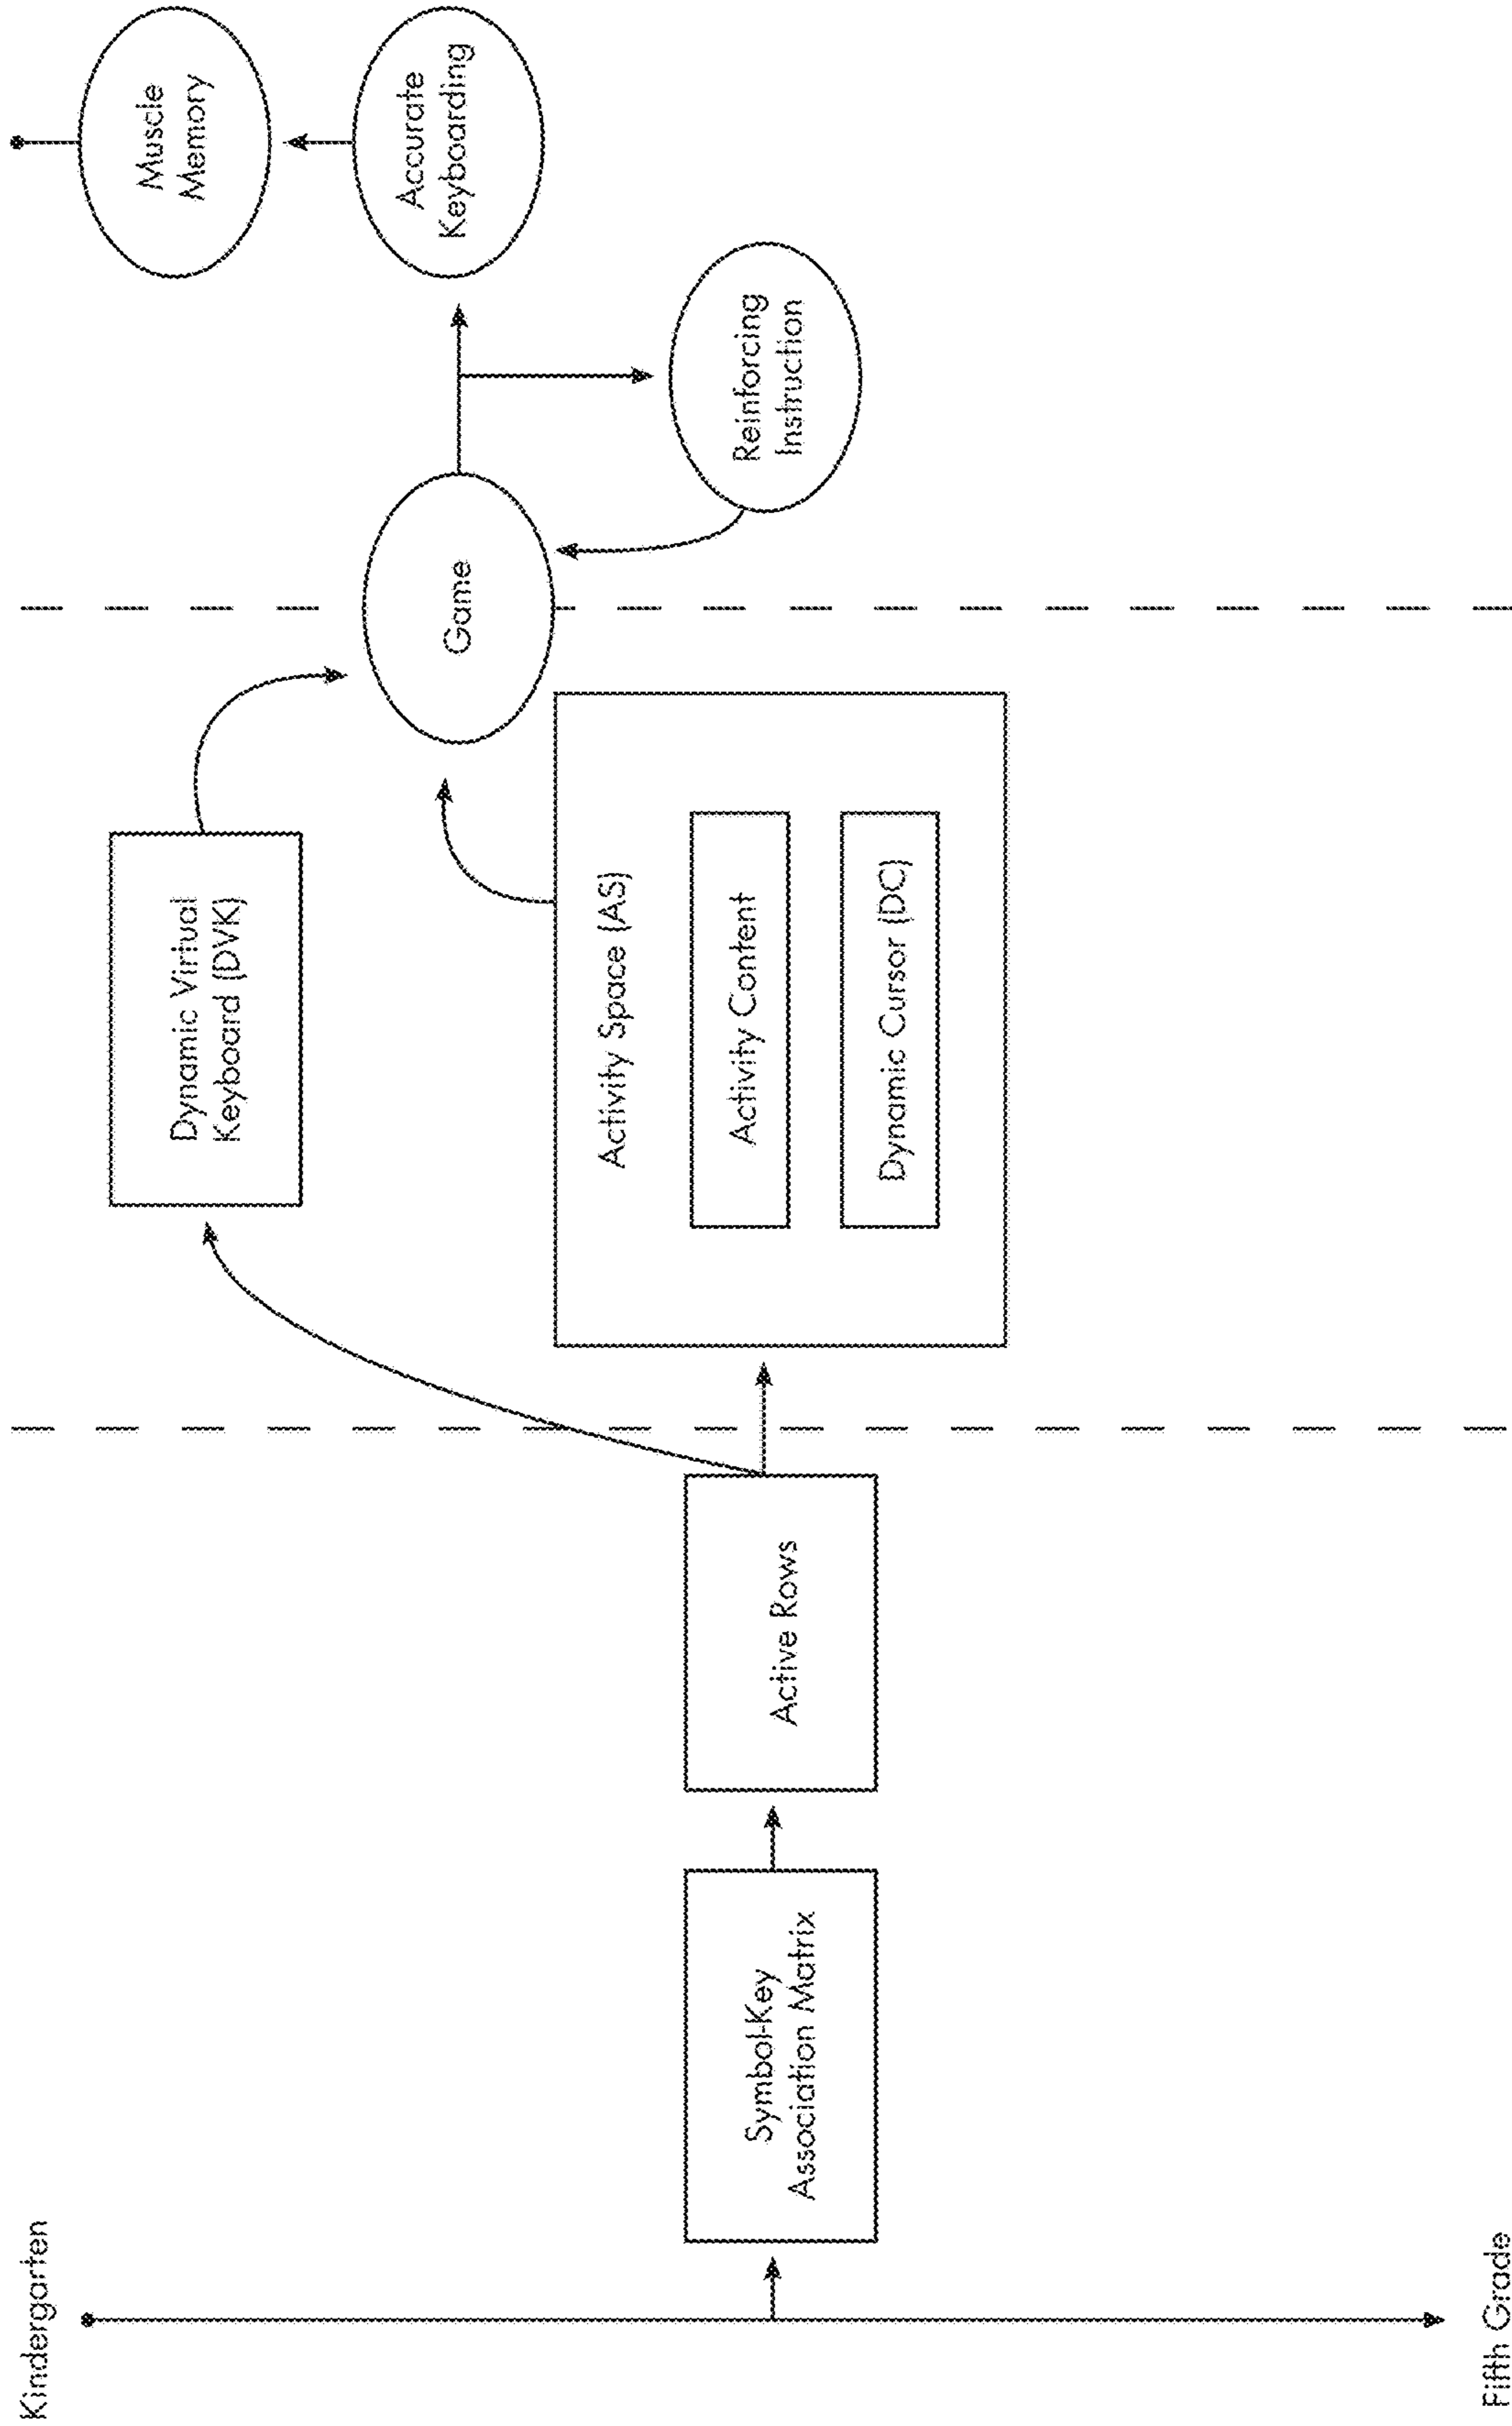 Kindergarten
Fifth Grade
Symbol-Key
Association Matrix
Active Rows
Dynamic Virtual
Keyboard (DVK)
Activity Space (AS)
Activity Content
Dynamic Cursor (DC)
Game
Reinforcing
Instruction
Accurate
Keyboarding
Muscle
Memory